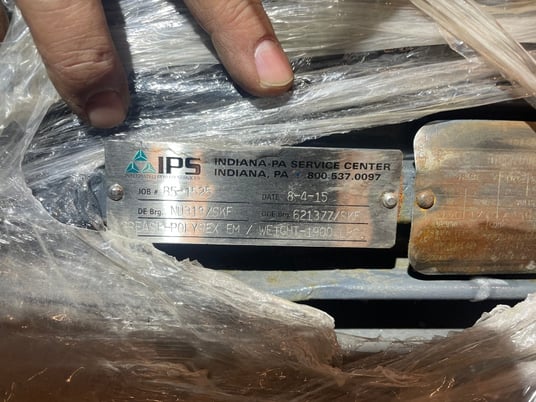 IPS
INDIANA-PA SERVICE CENTER
INDIANA, PA 800.537.0097
JOB # DATE 8-4-15
DE Brg. NU319/SKF ODE Brg. 6213ZZ/SKF
GREASE-POLYREX EM / WEIGHT-1900 LBS.